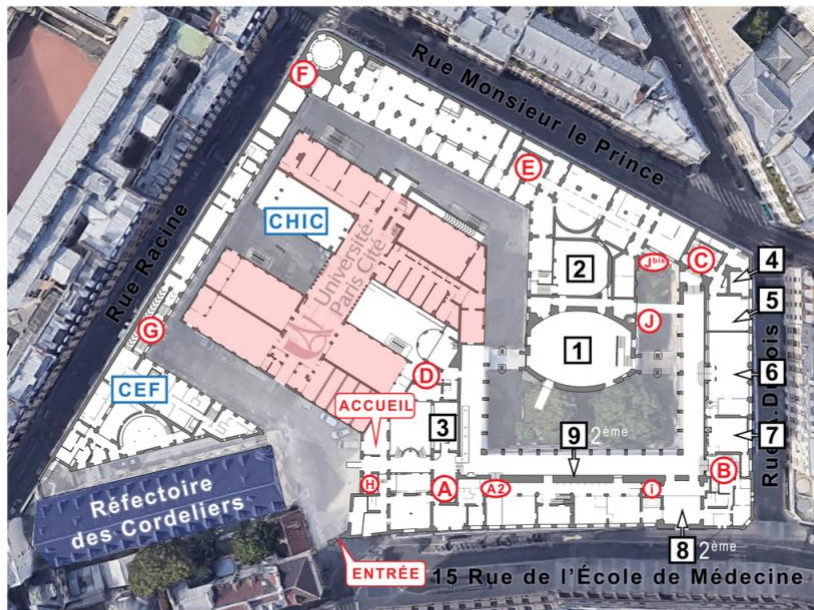 F
Rue Monsieur le Prince
E
CHIC
Université
Paris Cité
Rue Racine
2
Jbis
C
4
5
J
1
G
D
6
CEF
ACCUEIL
3
9 2ème
7
Rue A.Dubois
H
A
A2
i
B
Réfectoire
des Cordeliers
8 2ème
ENTRÉE
15 Rue de l'École de Médecine